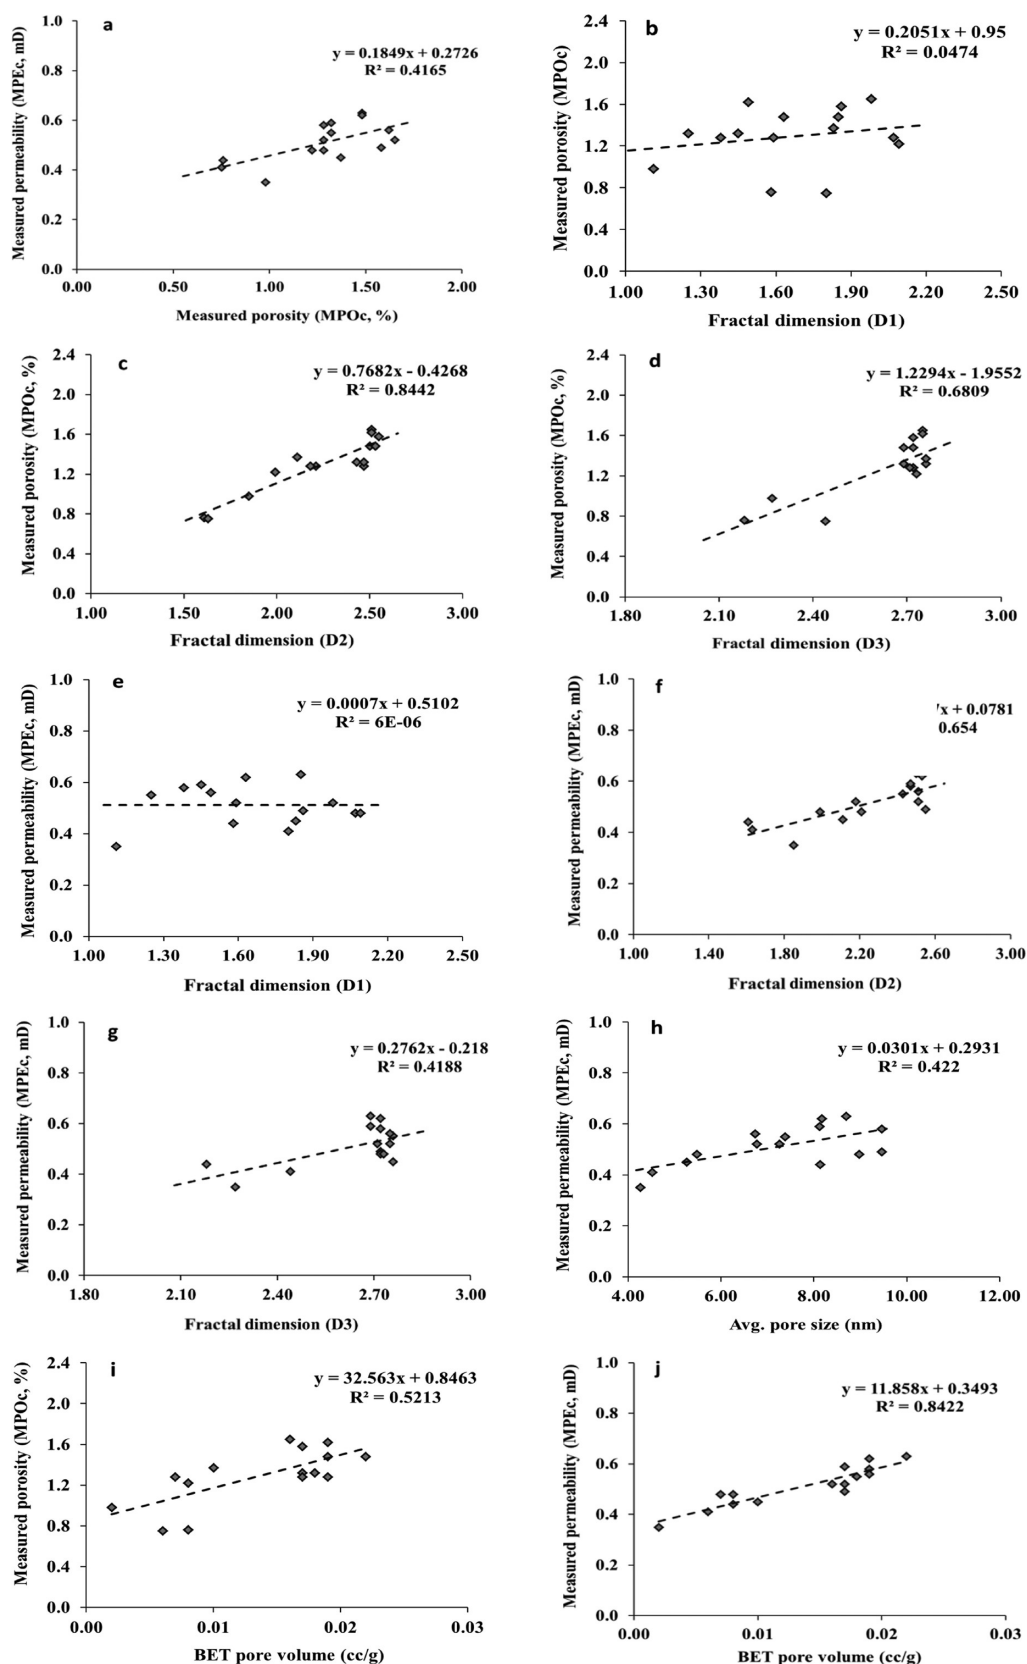 a
y = 0.1849x + 0.2726
R² = 0.4165
Measured permeability (MPEc, mD)
1.0
0.8
0.6
0.4
0.2
0.0
0.00 0.50 1.00 1.50 2.00
Measured porosity (MPOc, %)
b
y = 0.2051x + 0.95
R² = 0.0474
Measured porosity (MPOc)
2.4
2.0
1.6
1.2
0.8
0.4
0.0
1.00 1.30 1.60 1.90 2.20 2.50
Fractal dimension (D1)
c
y = 0.7682x - 0.4268
R² = 0.8442
Measured porosity (MPOc, %)
2.4
2.0
1.6
1.2
0.8
0.4
0.0
1.00 1.50 2.00 2.50 3.00
Fractal dimension (D2)
d
y = 1.2294x - 1.9552
R² = 0.6809
Measured porosity (MPOc, %)
2.4
2.0
1.6
1.2
0.8
0.4
0.0
1.80 2.10 2.40 2.70 3.00
Fractal dimension (D3)
e
y = 0.0007x + 0.5102
R² = 6E-06
Measured permeability (MPEc, mD)
1.0
0.8
0.6
0.4
0.2
0.0
1.00 1.30 1.60 1.90 2.20 2.50
Fractal dimension (D1)
f
x + 0.0781
0.654
Measured permeability (MPEc, mD)
1.0
0.8
0.6
0.4
0.2
0.0
1.00 1.40 1.80 2.20 2.60 3.00
Fractal dimension (D2)
g
y = 0.2762x - 0.218
R² = 0.4188
Measured permeability (MPEc, mD)
1.0
0.8
0.6
0.4
0.2
0.0
1.80 2.10 2.40 2.70 3.00
Fractal dimension (D3)
h
y = 0.0301x + 0.2931
R² = 0.422
Measured permeability (MPEc, mD)
1.0
0.8
0.6
0.4
0.2
0.0
4.00 6.00 8.00 10.00 12.00
Avg. pore size (nm)
i
y = 32.563x + 0.8463
R² = 0.5213
Measured porosity (MPOc, %)
2.4
2.0
1.6
1.2
0.8
0.4
0.0
0.00 0.01 0.02 0.03
BET pore volume (cc/g)
j
y = 11.858x + 0.3493
R² = 0.8422
Measured permeability (MPEc, mD)
1.0
0.8
0.6
0.4
0.2
0.0
0.00 0.01 0.02 0.03
BET pore volume (cc/g)